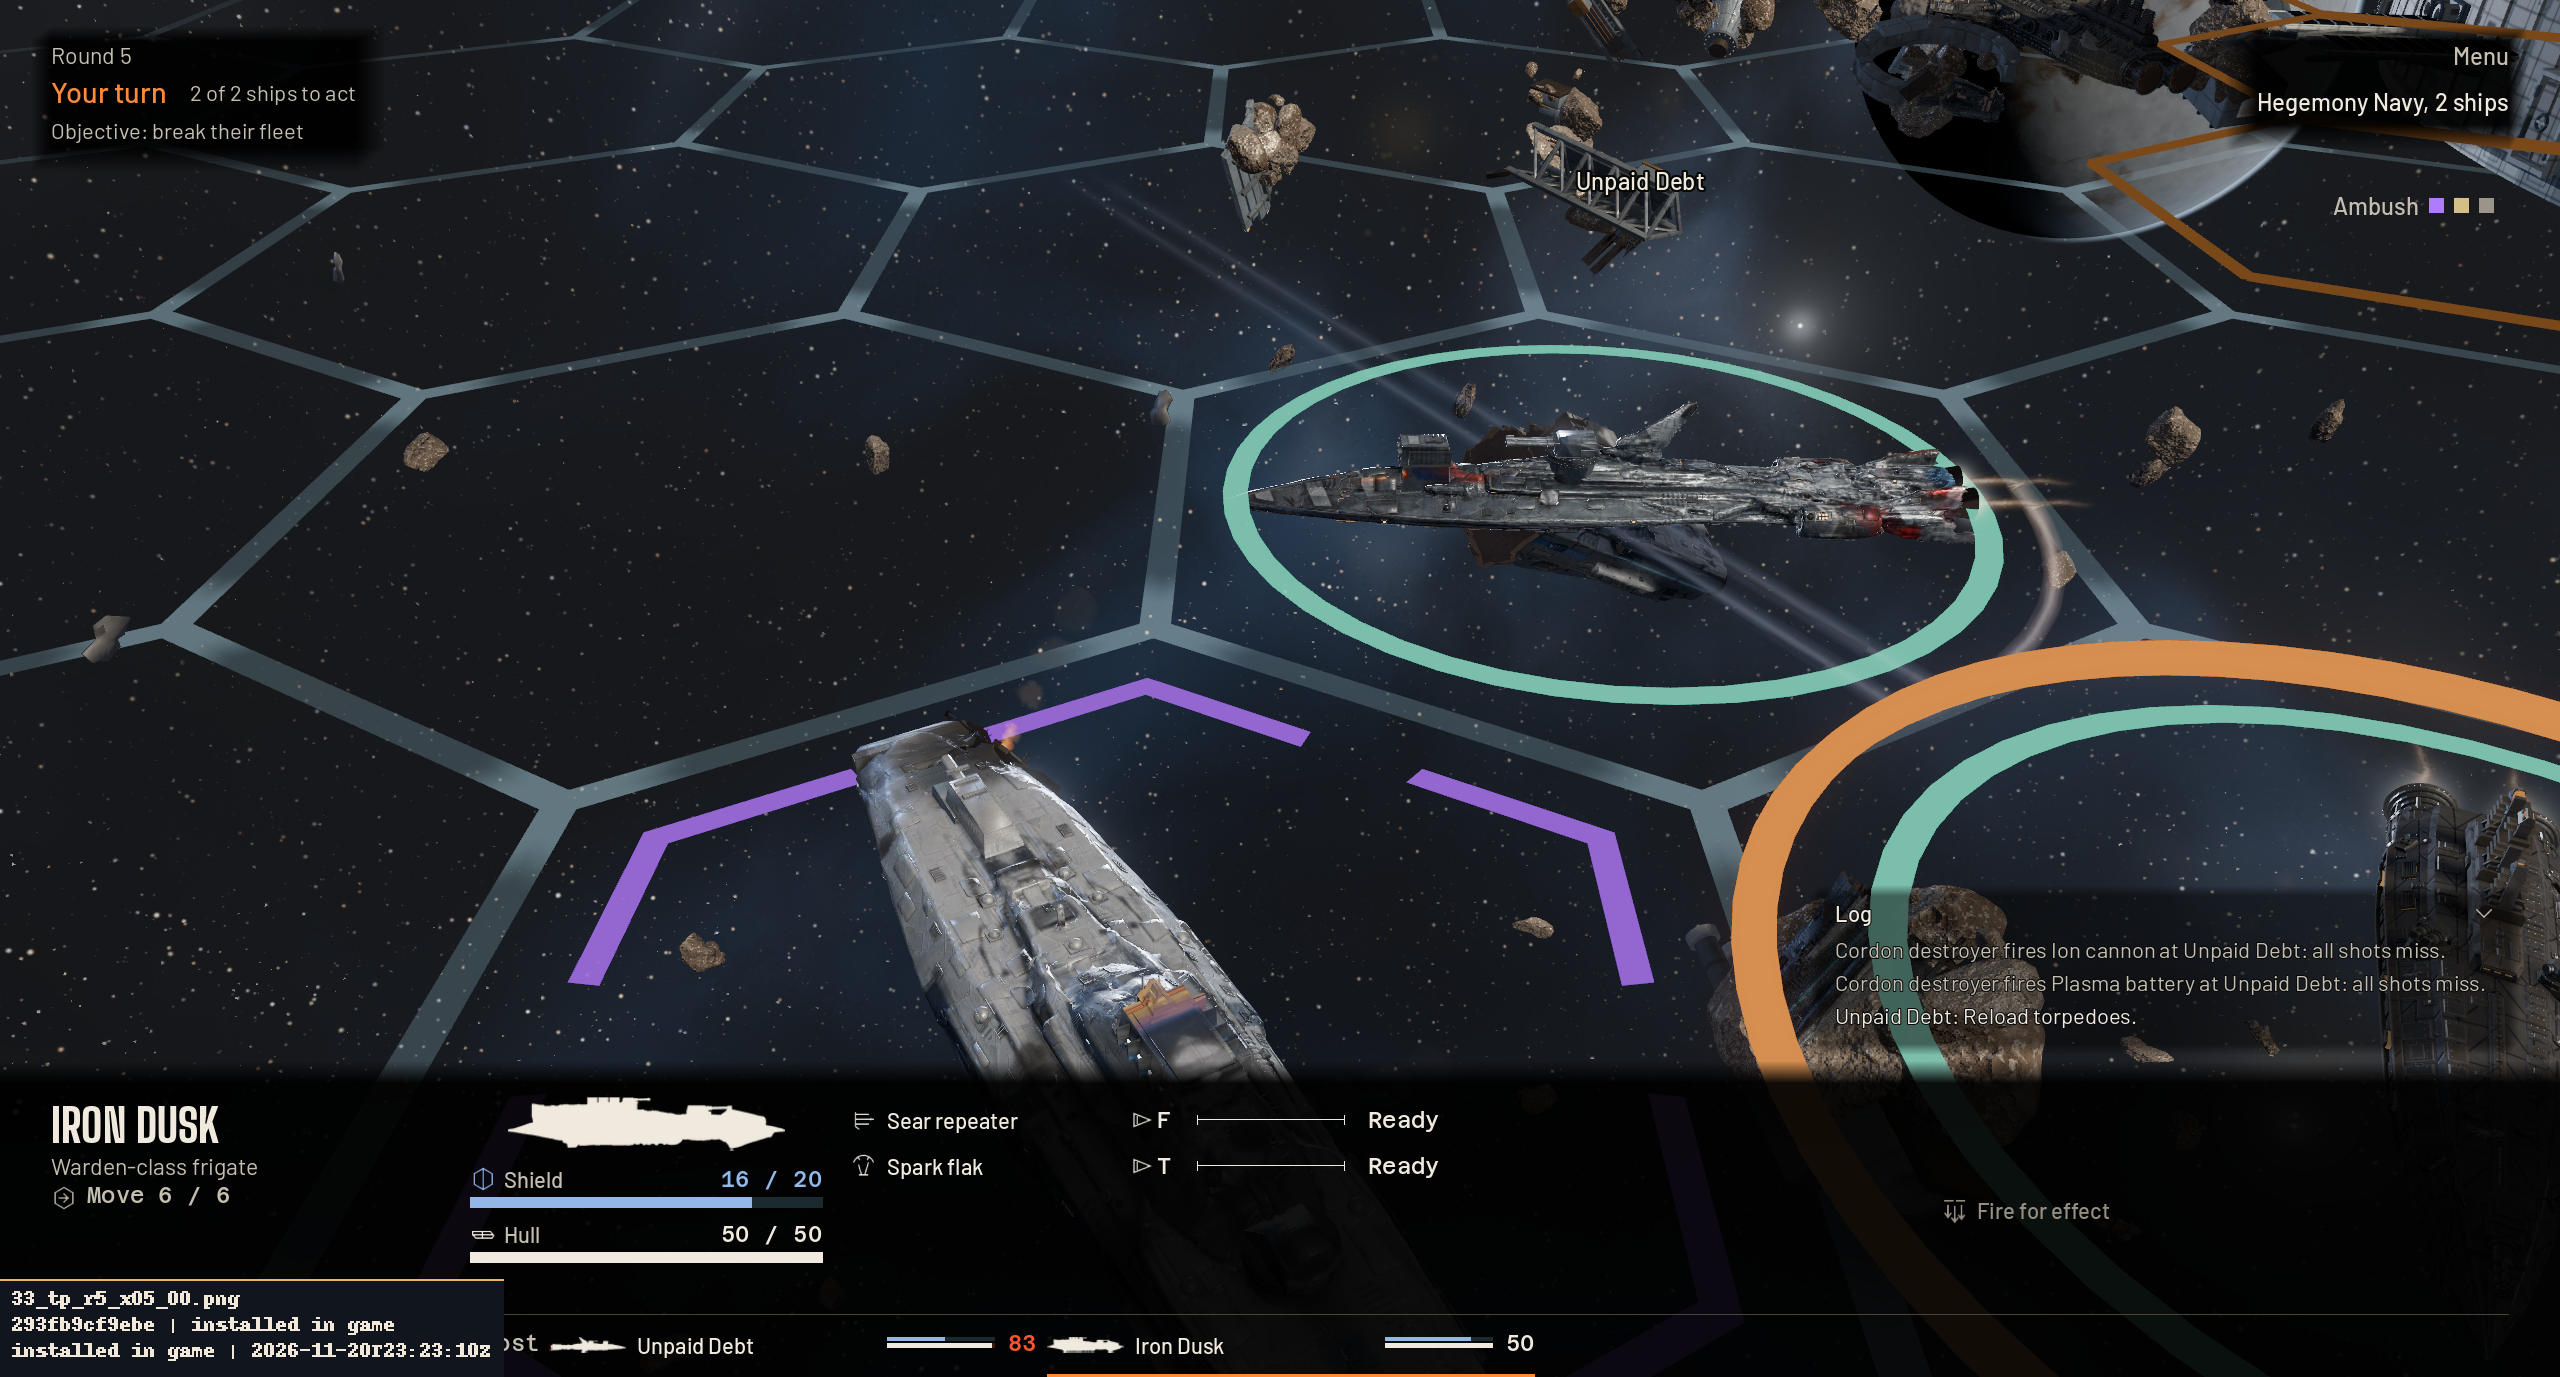 Round 5
Your turn 2 of 2 ships to act
Objective: break their fleet
Menu
Hegemony Navy, 2 ships
Ambush
Unpaid Debt
Log
Cordon destroyer fires Ion cannon at Unpaid Debt: all shots miss.
Cordon destroyer fires Plasma battery at Unpaid Debt: all shots miss.
Unpaid Debt: Reload torpedoes.
IRON DUSK
Warden-class frigate
Move 6 / 6
Shield 16 / 20
Hull 50 / 50
Sear repeater F Ready
Spark flak T Ready
Fire for effect
33_tp_r5_x05_00.png
293fb9cf9ebe | installed in game
installed in game | 2026-11-20T23:23:10Z
Unpaid Debt 83 Iron Dusk 50